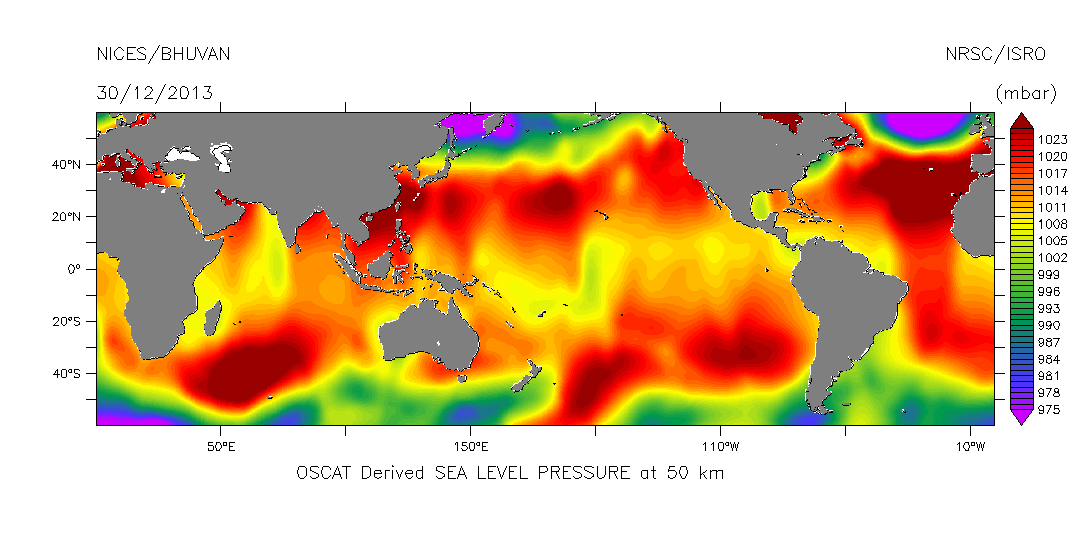 NICES/BHUVAN
NRSC/ISRO
30/12/2013
(mbar)
40°N
20°N
0°
20°S
40°S
1023
1020
1017
1014
1011
1008
1005
1002
999
996
993
990
987
984
981
978
975
50°E
150°E
110°W
10°W
OSCAT Derived SEA LEVEL PRESSURE at 50 km